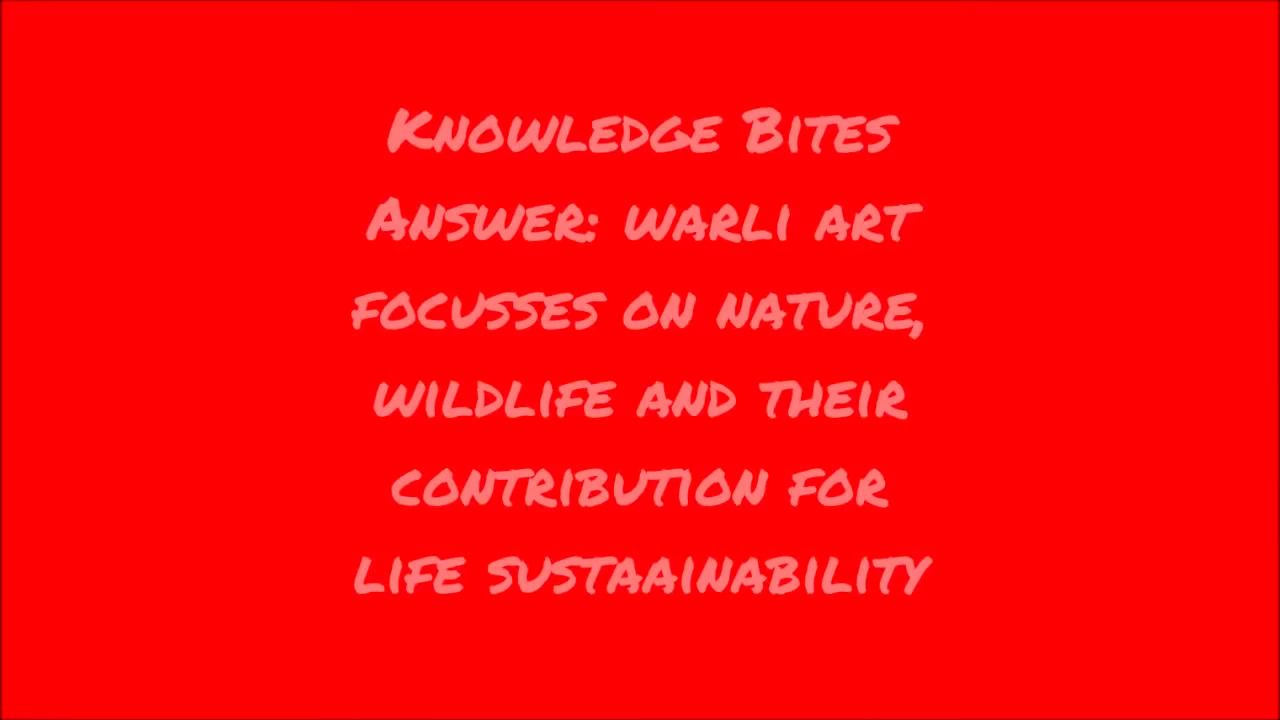 Knowledge Bites
Answer: warli art
focusses on nature,
wildlife and their
contribution for
life sustaainability